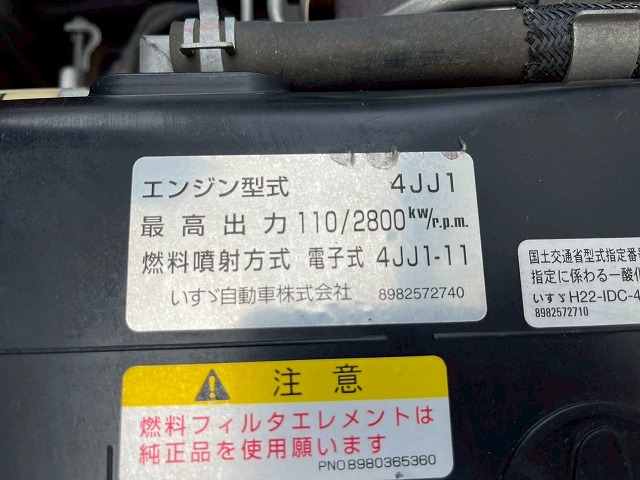 エンジン型式 4JJ1
最高出力 110/2800 kw/r.p.m.
燃料噴射方式 電子式 4JJ1-11
いすゞ自動車株式会社 8982572740
国土交通省型式指定番
指定に係わる一酸化
いすゞH22-IDC-4
8982572710
注意
燃料フィルタエレメントは
純正品を使用願います
PNO.8980365360